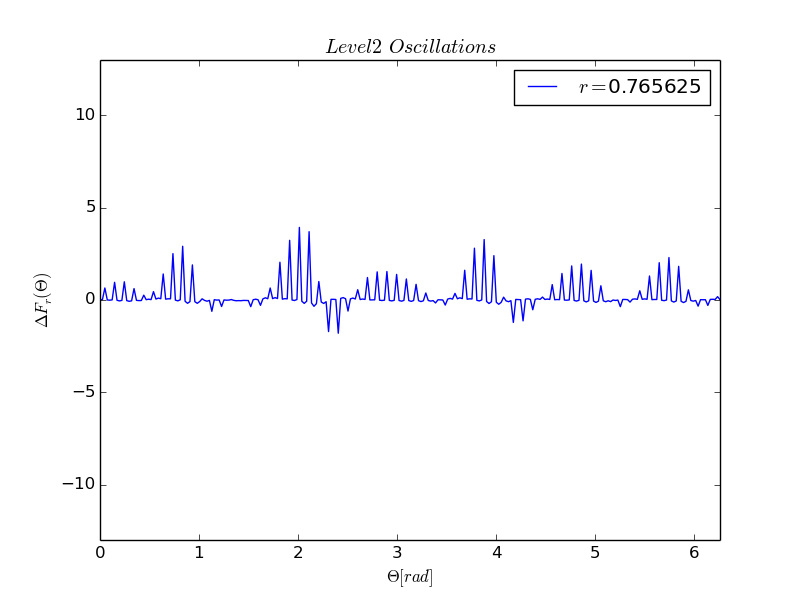 Level2 Oscillations
r=0.765625
10
5
0
−5
−10
ΔF_r(Θ)
0 1 2 3 4 5 6
Θ[rad]